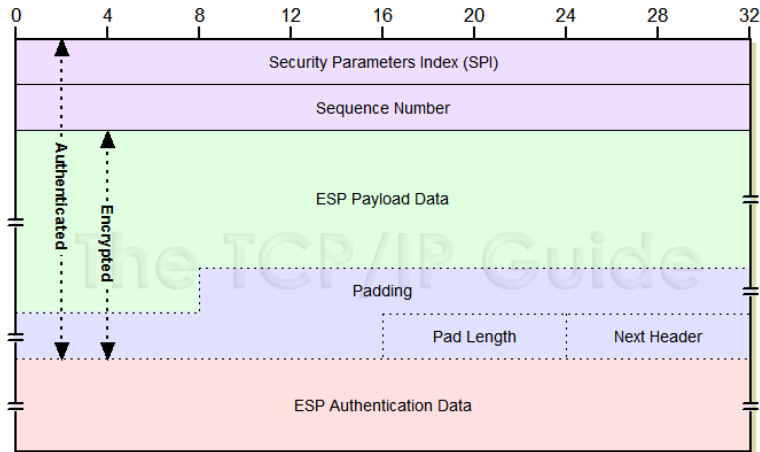 0 4 8 12 16 20 24 28 32
Security Parameters Index (SPI)
Sequence Number
Authenticated
Encrypted
ESP Payload Data
The TCP/IP Guide
Padding
Pad Length Next Header
ESP Authentication Data